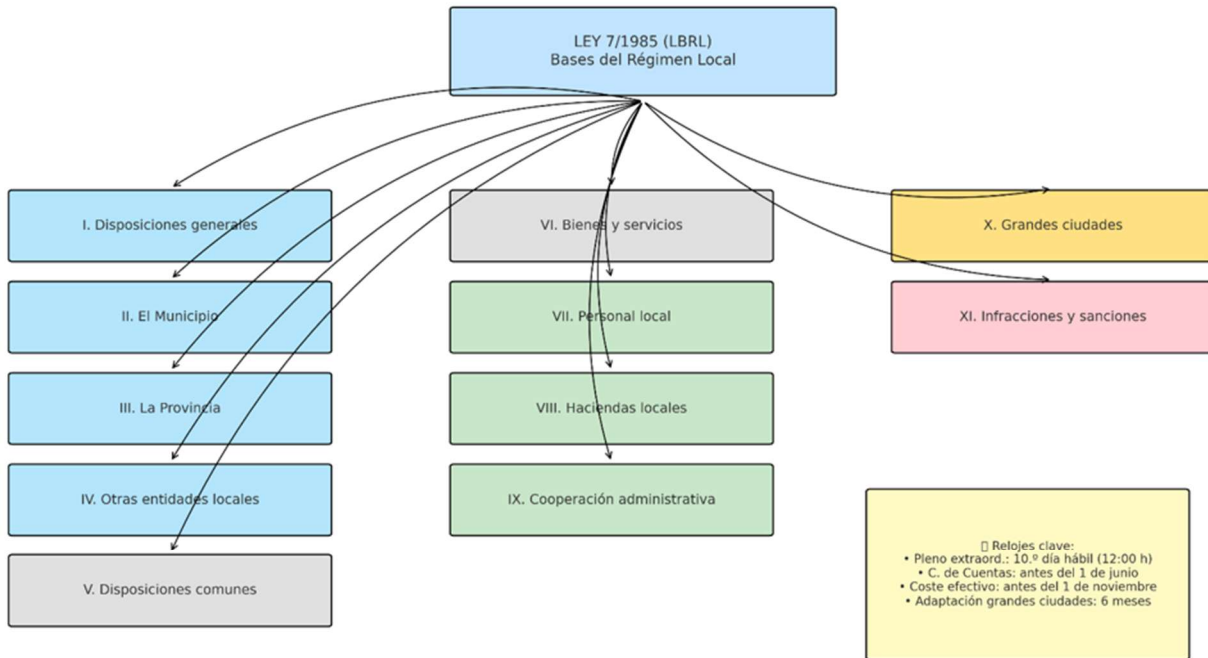 LEY 7/1985 (LBRL)
Bases del Régimen Local
I. Disposiciones generales
II. El Municipio
III. La Provincia
IV. Otras entidades locales
V. Disposiciones comunes
VI. Bienes y servicios
VII. Personal local
VIII. Haciendas locales
IX. Cooperación administrativa
X. Grandes ciudades
XI. Infracciones y sanciones
Relojes clave:
• Pleno extraord.: 10.º día hábil (12:00 h)
• C. de Cuentas: antes del 1 de junio
• Coste efectivo: antes del 1 de noviembre
• Adaptación grandes ciudades: 6 meses